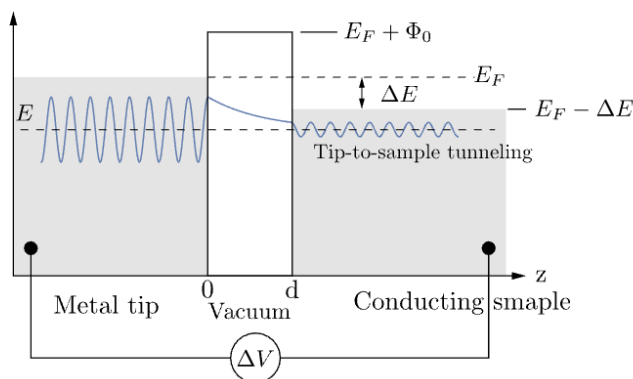 E_F + Φ_0
E_F
ΔE
E
E_F − ΔE
Tip-to-sample tunneling
0
d
z
Metal tip
Vacuum
Conducting smaple
ΔV